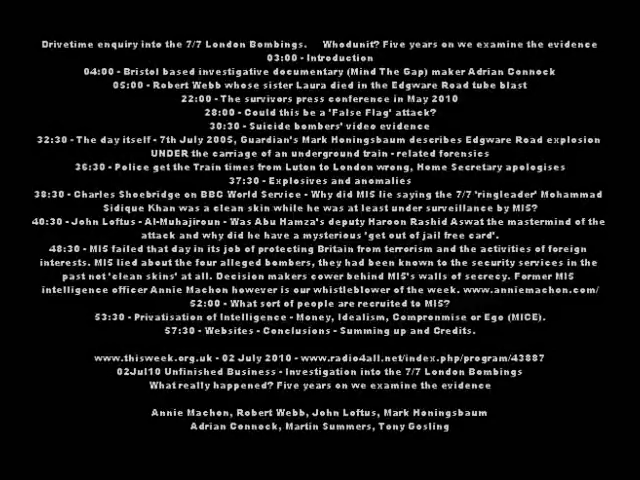 Drivetime enquiry into the 7/7 London Bombings. Whodunit? Five years on we examine the evidence
03:00 - Introduction
04:00 - Bristol based investigative documentary (Mind The Gap) maker Adrian Connock
05:00 - Robert Webb whose sister Laura died in the Edgware Road tube blast
22:00 - The survivors press conference in May 2010
28:00 - Could this be a 'False Flag' attack?
30:30 - Suicide bombers' video evidence
32:30 - The day itself - 7th July 2005, Guardian's Mark Honingsbaum describes Edgware Road explosion
UNDER the carriage of an underground train - related forensics
36:30 - Police get the Train times from Luton to London wrong, Home Secretary apologises
37:30 - Explosives and anomalies
38:30 - Charles Shoebridge on BBC World Service - Why did MI5 lie saying the 7/7 'ringleader' Mohammad
Sidique Khan was a clean skin while he was at least under surveillance by MI5?
40:30 - John Loftus - Al-Muhajiroun - Was Abu Hamza's deputy Haroon Rashid Aswat the mastermind of the
attack and why did he have a mysterious 'get out of jail free card'.
48:30 - MI5 failed that day in its job of protecting Britain from terrorism and the activities of foreign
interests. MI5 lied about the four alleged bombers, they had been known to the security services in the
past not 'clean skins' at all. Decision makers cower behind MI5's walls of secrecy. Former MI5
intelligence officer Annie Machon however is our whistleblower of the week. www.anniemachon.com/
52:00 - What sort of people are recruited to MI5?
53:30 - Privatisation of Intelligence - Money, Idealism, Compronmise or Ego (MICE).
57:30 - Websites - Conclusions - Summing up and Credits.
www.thisweek.org.uk - 02 July 2010 - www.radio4all.net/index.php/program/43887
02Jul10 Unfinished Business - Investigation into the 7/7 London Bombings
What really happened? Five years on we examine the evidence
Annie Machon, Robert Webb, John Loftus, Mark Honingsbaum
Adrian Connock, Martin Summers, Tony Gosling